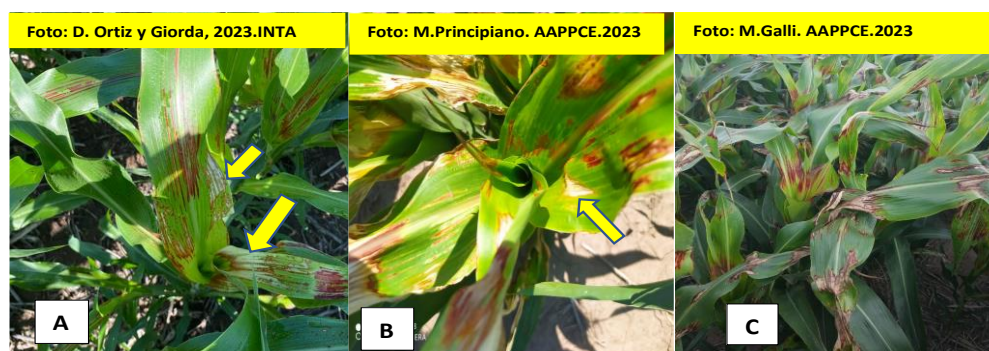 Foto: D. Ortiz y Giorda, 2023.INTA
Foto: M.Principiano. AAPPCE.2023
Foto: M.Galli. AAPPCE.2023
A
B
C